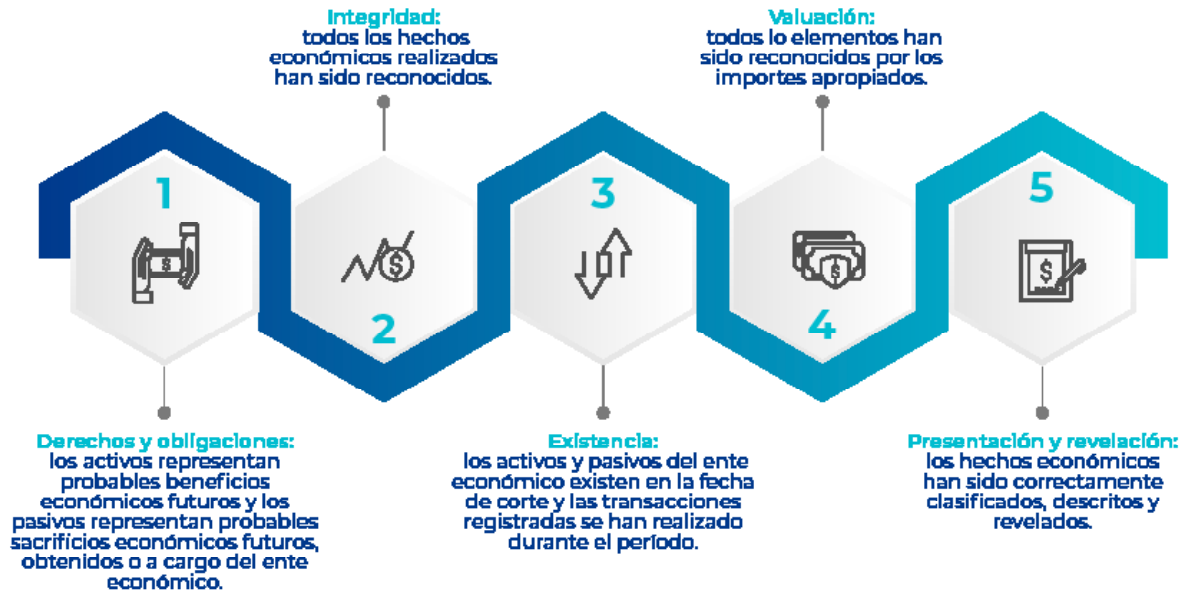 1
Derechos y obligaciones:
los activos representan
probables beneficios
económicos futuros y los
pasivos representan probables
sacrificios económicos futuros,
obtenidos o a cargo del ente
económico.
Integridad:
todos los hechos
económicos realizados
han sido reconocidos.
2
3
Existencia:
los activos y pasivos del ente
económico existen en la fecha
de corte y las transacciones
registradas se han realizado
durante el período.
Valuación:
todos lo elementos han
sido reconocidos por los
importes apropiados.
4
5
Presentación y revelación:
los hechos económicos
han sido correctamente
clasificados, descritos y
revelados.